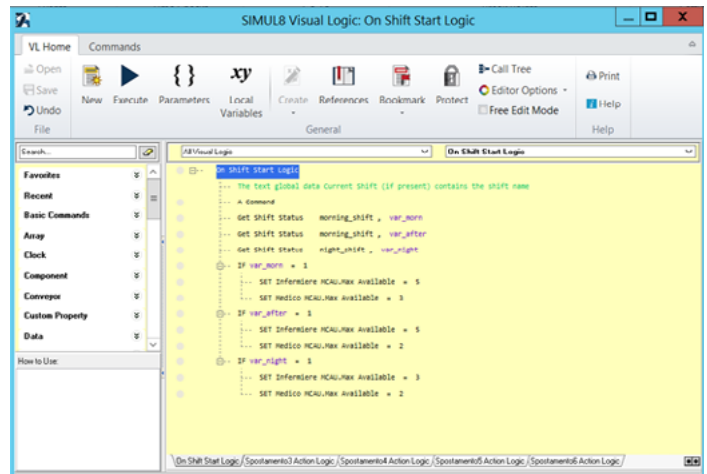 SIMUL8 Visual Logic: On Shift Start Logic
VL Home Commands
Open
Save
Undo
File
New Execute Parameters Local Variables Create References Bookmark Protect
Call Tree
Editor Options
Free Edit Mode
General
Print
Help
Help
Search...
All Visual Logic
On Shift Start Logic
Favorites
Recent
Basic Commands
Array
Clock
Component
Conveyor
Custom Property
Data
How to Use:
On Shift Start Logic
The text global data Current Shift (if present) contains the shift name
A Command
Get Shift Status morning_shift , var_morn
Get Shift Status morning_shift , var_after
Get Shift Status night_shift , var_night
IF var_morn = 1
SET Infermiere MCAU.Max Available = 5
SET Medico MCAU.Max Available = 3
IF var_after = 1
SET Infermiere MCAU.Max Available = 5
SET Medico MCAU.Max Available = 2
IF var_night = 1
SET Infermiere MCAU.Max Available = 3
SET Medico MCAU.Max Available = 2
On Shift Start Logic Spostamento3 Action Logic Spostamento4 Action Logic Spostamento5 Action Logic Spostamento6 Action Logic